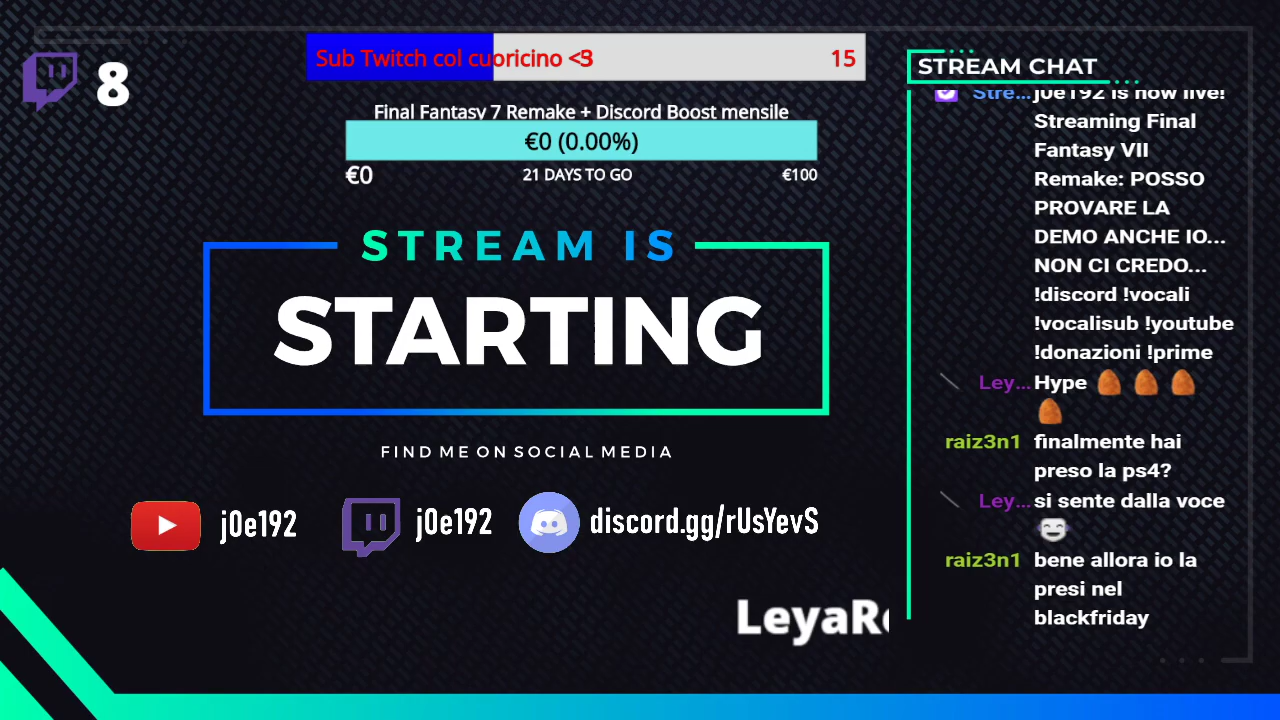 8
Sub Twitch col cuoricino <3 15
Final Fantasy 7 Remake + Discord Boost mensile
€0 (0.00%)
€0 21 DAYS TO GO €100
STREAM IS
STARTING
FIND ME ON SOCIAL MEDIA
j0e192 j0e192 discord.gg/rUsYevS
STREAM CHAT
Stre... j0e192 is now live!
Streaming Final
Fantasy VII
Remake: POSSO
PROVARE LA
DEMO ANCHE IO...
NON CI CREDO...
!discord !vocali
!vocalisub !youtube
!donazioni !prime
Ley... Hype
raiz3n1 finalmente hai
preso la ps4?
Ley... si sente dalla voce
raiz3n1 bene allora io la
presi nel
blackfriday